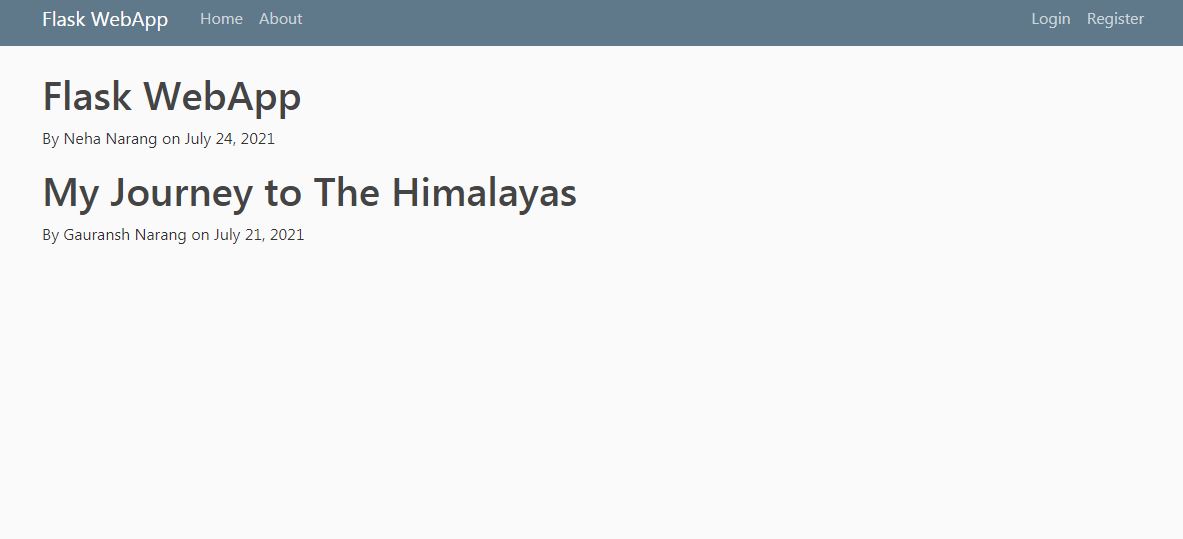 Flask WebApp Home About Login Register
Flask WebApp
By Neha Narang on July 24, 2021
My Journey to The Himalayas
By Gauransh Narang on July 21, 2021